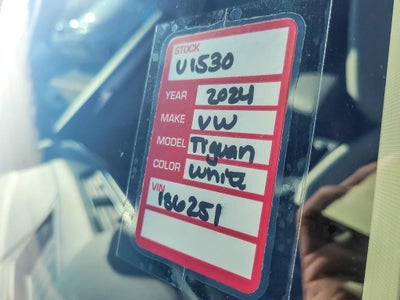 STOCK
U1530
YEAR 2024
MAKE VW
MODEL Tiguan
COLOR White
VIN
186251